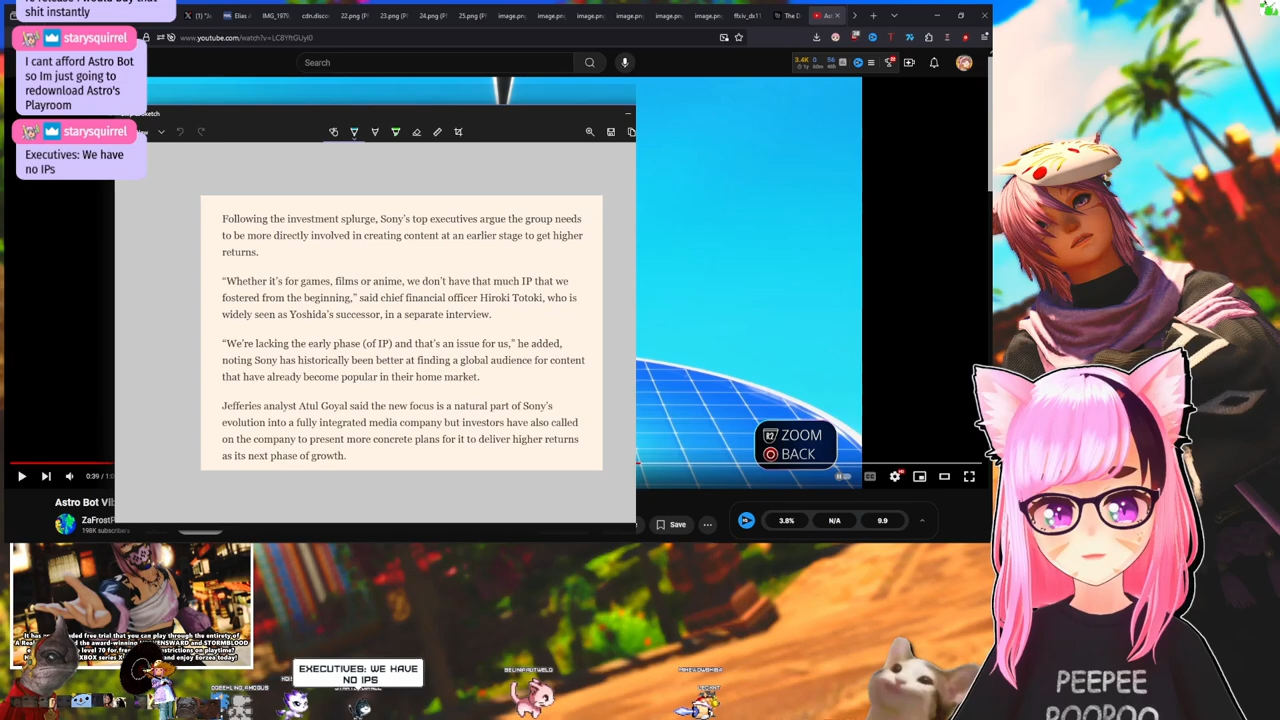 shit instantly
starysquirrel
I cant afford Astro Bot
so Im just going to
redownload Astro's
Playroom
starysquirrel
Executives: We have
no IPs
www.youtube.com/watch?v=LC8YftGUyI0
Search
Following the investment splurge, Sony's top executives argue the group needs
to be more directly involved in creating content at an earlier stage to get higher
returns.
“Whether it's for games, films or anime, we don't have that much IP that we
fostered from the beginning,” said chief financial officer Hiroki Totoki, who is
widely seen as Yoshida's successor, in a separate interview.
“We're lacking the early phase (of IP) and that's an issue for us,” he added,
noting Sony has historically been better at finding a global audience for content
that have already become popular in their home market.
Jefferies analyst Atul Goyal said the new focus is a natural part of Sony's
evolution into a fully integrated media company but investors have also called
on the company to present more concrete plans for it to deliver higher returns
as its next phase of growth.
R2 ZOOM
BACK
0:39
Astro Bot
198K subscribers
Save
3.8%
N/A
9.9
EXECUTIVES: WE HAVE
NO IPS
PEEPEE
POOPOO